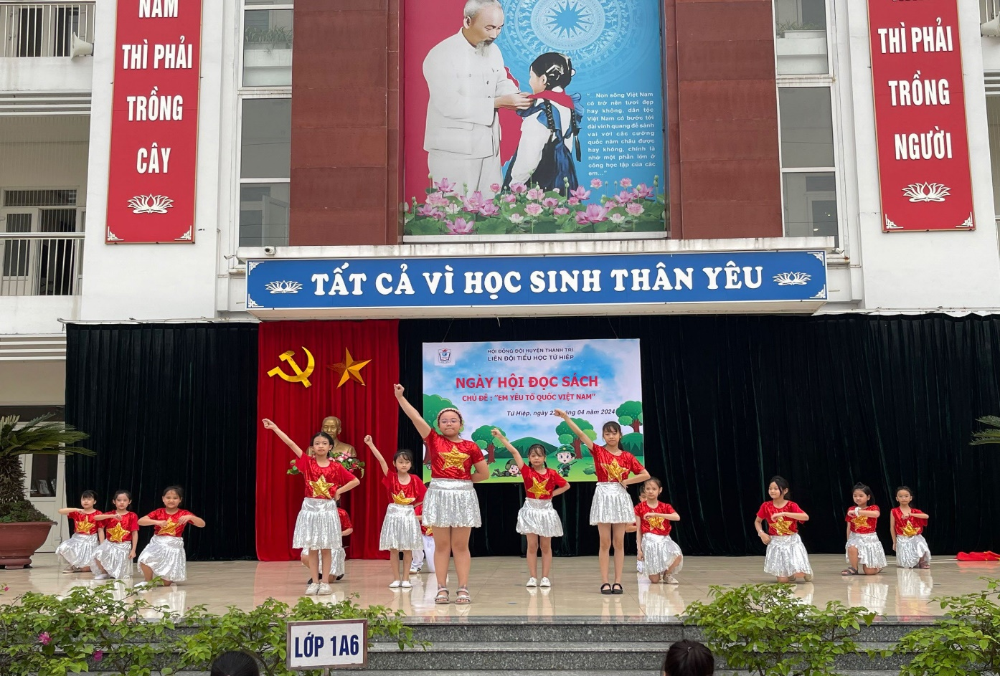 NĂM
THÌ PHẢI
TRỒNG
CÂY
"...Non sông Việt Nam
có trở nên tươi đẹp
hay không, dân tộc
Việt Nam có bước tới
đài vinh quang để sánh
vai với các cường
quốc năm châu được
hay không, chính là
nhờ một phần lớn ở
công học tập của các
em..."
THÌ PHẢI
TRỒNG
NGƯỜI
TẤT CẢ VÌ HỌC SINH THÂN YÊU
HỘI ĐỒNG ĐỘI HUYỆN THANH TRÌ
LIÊN ĐỘI TIỂU HỌC TỨ HIỆP
NGÀY HỘI ĐỌC SÁCH
CHỦ ĐỀ : "EM YÊU TỔ QUỐC VIỆT NAM"
Tứ Hiệp, ngày 04 năm 2024
LỚP 1A6